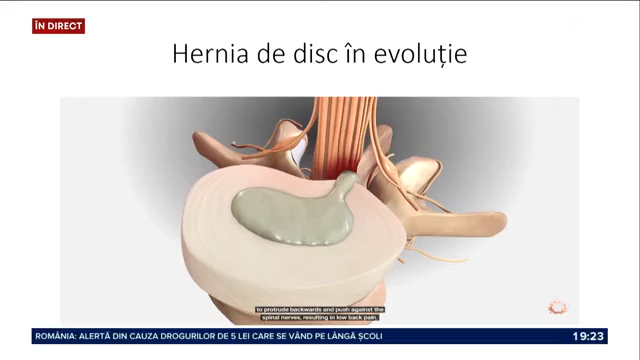 ÎN DIRECT
Hernia de disc în evoluție
to protrude backwards and push against the
spinal nerves, resulting in low back pain.
ROMÂNIA: ALERTĂ DIN CAUZA DROGURILOR DE 5 LEI CARE SE VÂND PE LÂNGĂ ȘCOLI
19:23